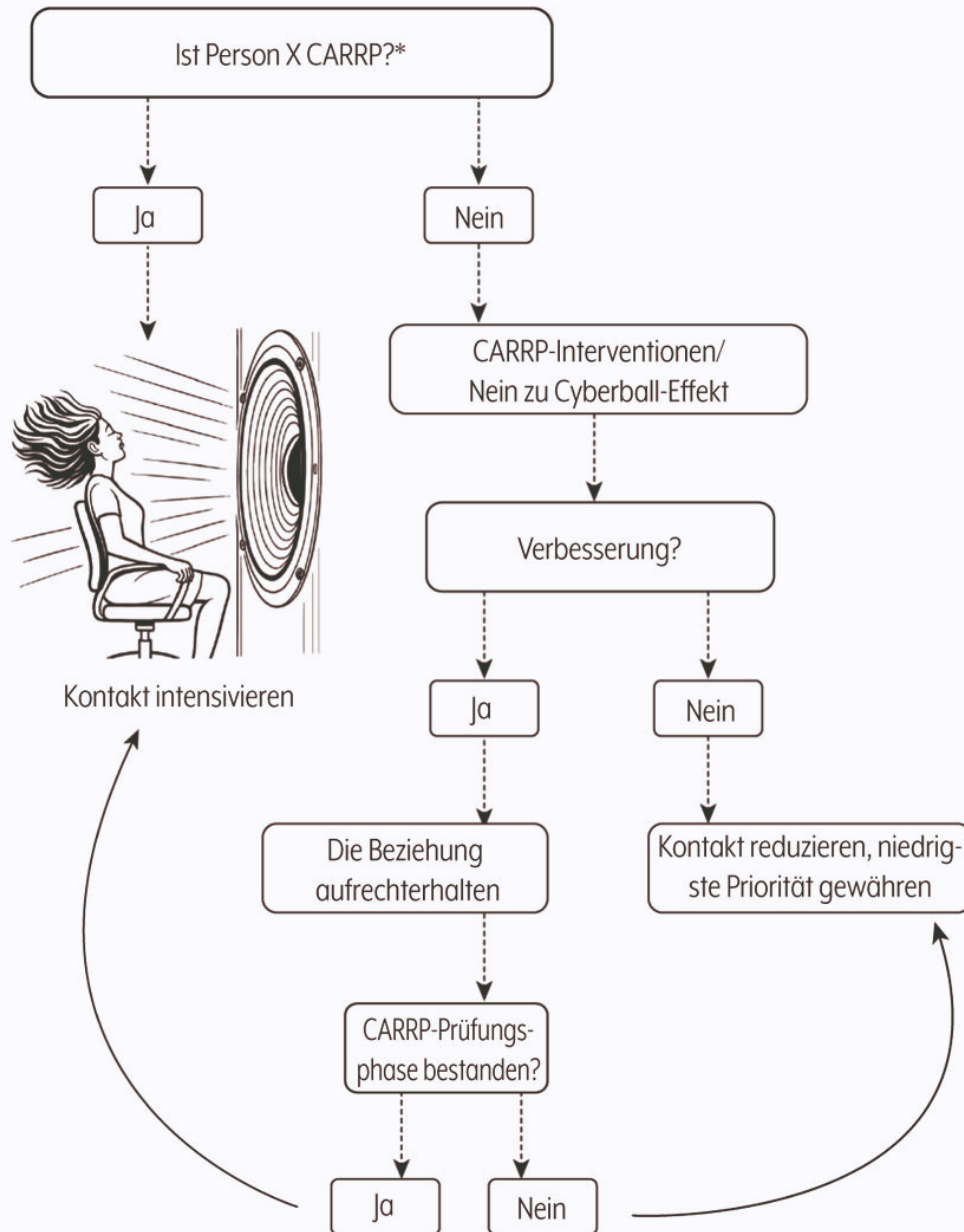 Ist Person X CARRP?*
Ja
Nein
CARRP-Interventionen/
Nein zu Cyberball-Effekt
Verbesserung?
Kontakt intensivieren
Ja
Nein
Die Beziehung
aufrechterhalten
Kontakt reduzieren, niedrig-
ste Priorität gewähren
CARRP-Prüfungs-
phase bestanden?
Ja
Nein